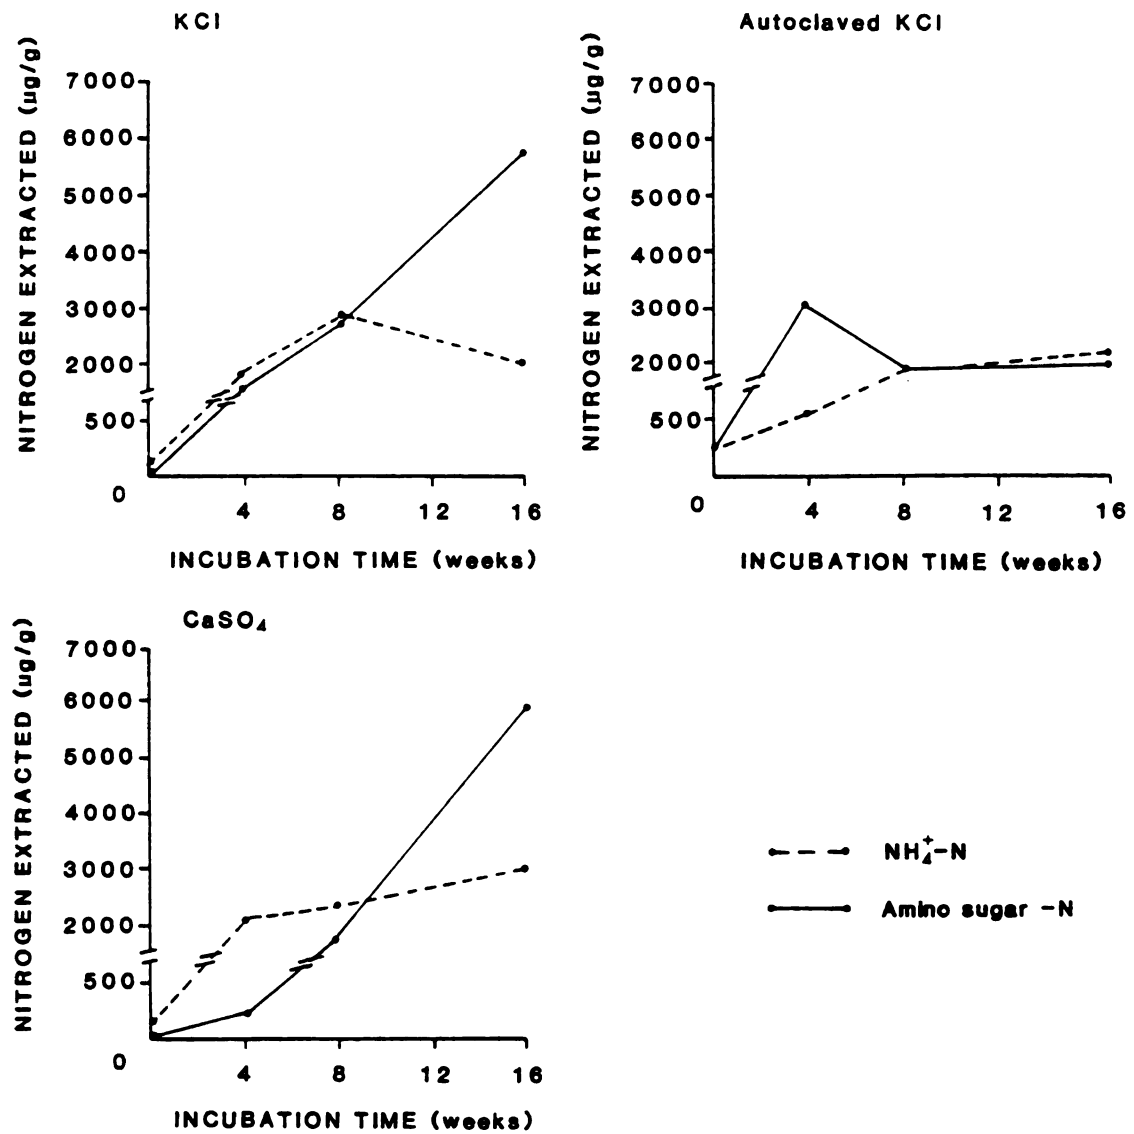 KCl
NITROGEN EXTRACTED (µg/g)
7000
6000
5000
4000
3000
2000
500
0
4 8 12 16
INCUBATION TIME (weeks)
Autoclaved KCl
NITROGEN EXTRACTED (µg/g)
7000
6000
5000
4000
3000
2000
500
0
4 8 12 16
INCUBATION TIME (weeks)
CaSO₄
NITROGEN EXTRACTED (µg/g)
7000
6000
5000
4000
3000
2000
500
0
4 8 12 16
INCUBATION TIME (weeks)
NH₄⁺-N
Amino sugar -N